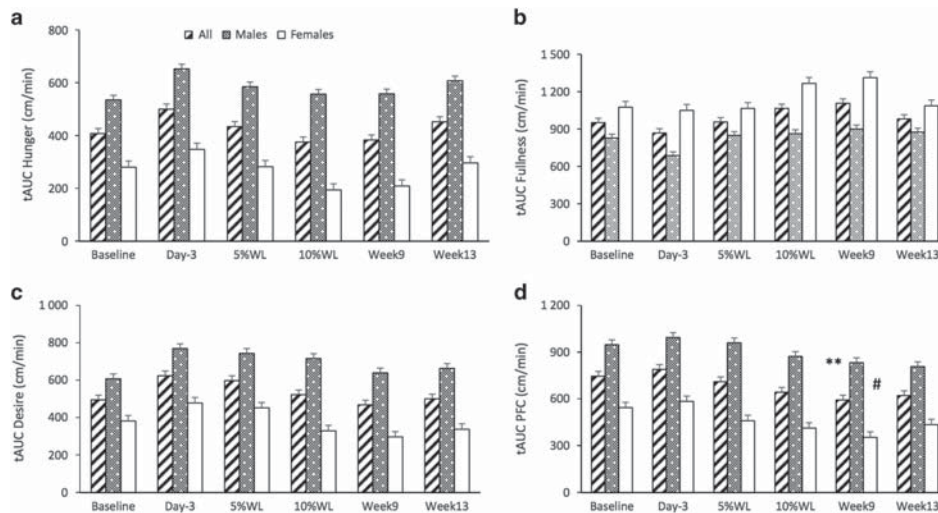 a
800
600
400
200
0
tAUC Hunger (cm/min)
All Males Females
Baseline Day-3 5%WL 10%WL Week9 Week13
b
1 500
1200
900
600
300
0
tAUC Fullness (cm/min)
Baseline Day-3 5%WL 10%WL Week9 Week13
c
1 000
800
600
400
200
0
tAUC Desire (cm/min)
Baseline Day-3 5%WL 10%WL Week9 Week13
d
1 200
900
600
300
0
tAUC PFC (cm/min)
**
#
Baseline Day-3 5%WL 10%WL Week9 Week13